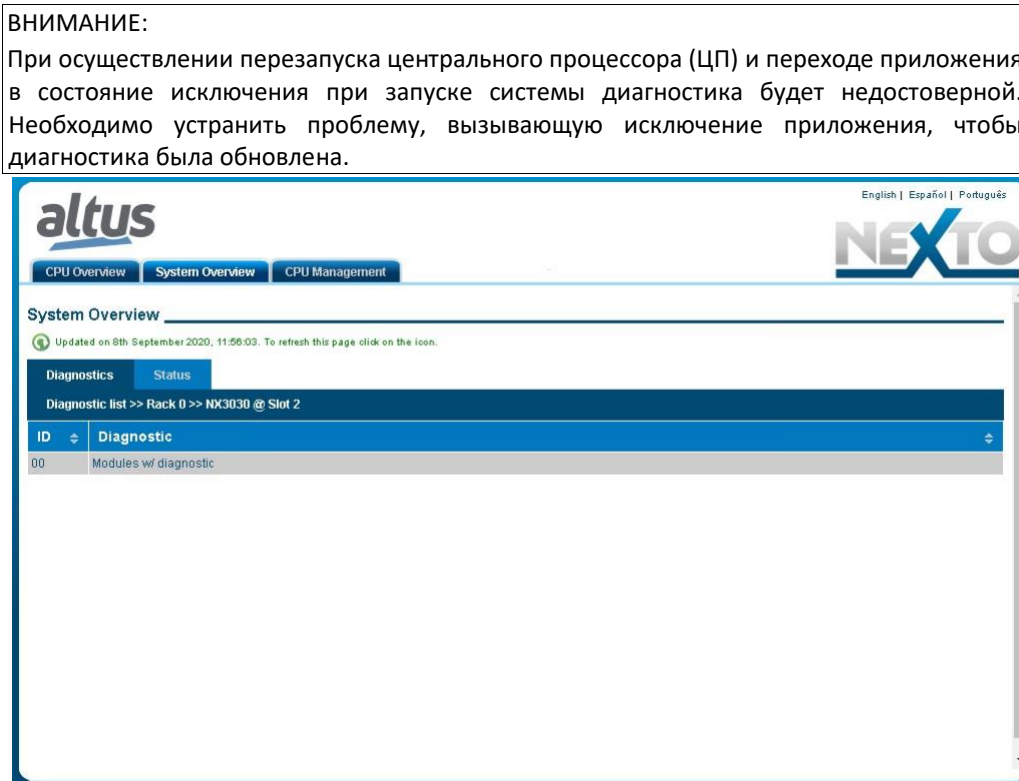 ВНИМАНИЕ:
При осуществлении перезапуска центрального процессора (ЦП) и переходе приложения
в состояние исключения при запуске системы диагностика будет недостоверной.
Необходимо устранить проблему, вызывающую исключение приложения, чтобы
диагностика была обновлена.
altus
English | Español | Português
NEXTO
CPU Overview System Overview CPU Management
System Overview
Updated on 8th September 2020, 11:56:03. To refresh this page click on the icon.
Diagnostics Status
Diagnostic list >> Rack 0 >> NX3030 @ Slot 2
ID Diagnostic
00 Modules w/ diagnostic